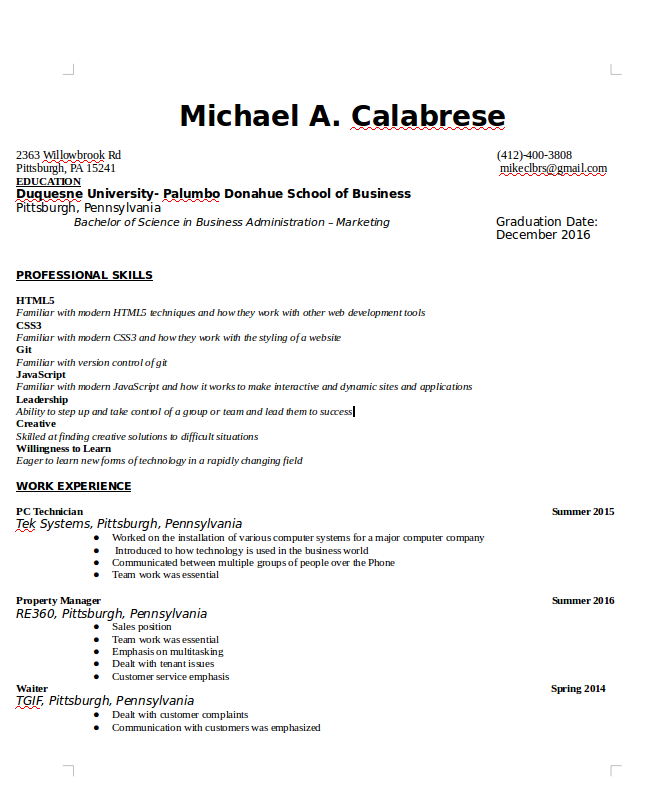 Michael A. Calabrese
2363 Willowbrook Rd (412)-400-3808
Pittsburgh, PA 15241 mikeclbrs@gmail.com
EDUCATION
Duquesne University- Palumbo Donahue School of Business
Pittsburgh, Pennsylvania
Bachelor of Science in Business Administration – Marketing Graduation Date:
December 2016
PROFESSIONAL SKILLS
HTML5
Familiar with modern HTML5 techniques and how they work with other web development tools
CSS3
Familiar with modern CSS3 and how they work with the styling of a website
Git
Familiar with version control of git
JavaScript
Familiar with modern JavaScript and how it works to make interactive and dynamic sites and applications
Leadership
Ability to step up and take control of a group or team and lead them to success
Creative
Skilled at finding creative solutions to difficult situations
Willingness to Learn
Eager to learn new forms of technology in a rapidly changing field
WORK EXPERIENCE
PC Technician Summer 2015
Tek Systems, Pittsburgh, Pennsylvania
● Worked on the installation of various computer systems for a major computer company
● Introduced to how technology is used in the business world
● Communicated between multiple groups of people over the Phone
● Team work was essential
Property Manager Summer 2016
RE360, Pittsburgh, Pennsylvania
● Sales position
● Team work was essential
● Emphasis on multitasking
● Dealt with tenant issues
● Customer service emphasis
Waiter Spring 2014
TGIF, Pittsburgh, Pennsylvania
● Dealt with customer complaints
● Communication with customers was emphasized